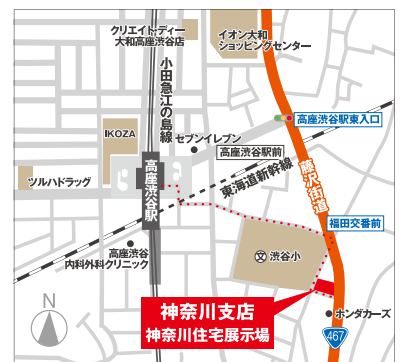 クリエイト・ディー
大和高座渋谷店
イオン大和
ショッピングセンター
小田急江の島線
高座渋谷駅東入口
IKOZA
セブンイレブン
高座渋谷駅前
ツルハドラッグ
高座渋谷駅
東海道新幹線
藤沢街道
福田交番前
高座渋谷
内科外科クリニック
文
渋谷小
神奈川支店
神奈川住宅展示場
ホンダカーズ
N
467